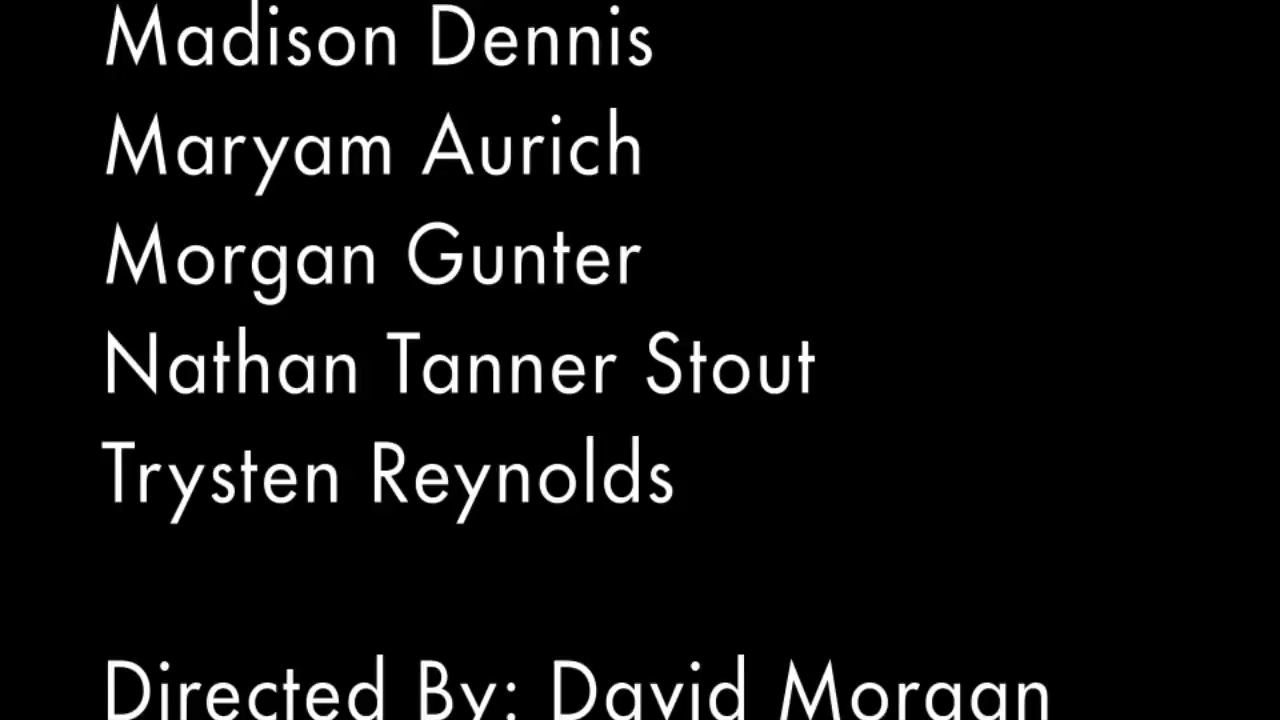 Madison Dennis
Maryam Aurich
Morgan Gunter
Nathan Tanner Stout
Trysten Reynolds
Directed By: David Morgan